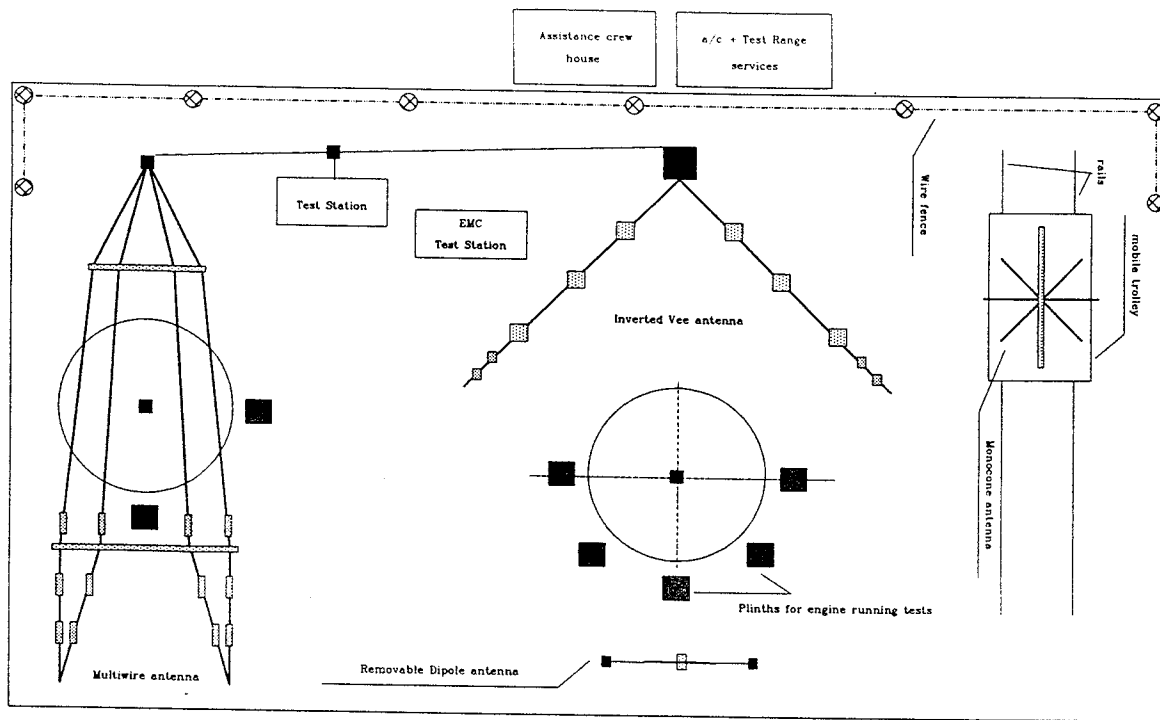 Assistance crew
house
a/c + Test Range
services
Test Station
EMC
Test Station
Wire fence
rails
mobile trolley
Inverted Vee antenna
Monocone antenna
Plinths for engine running tests
Removable Dipole antenna
Multiwire antenna